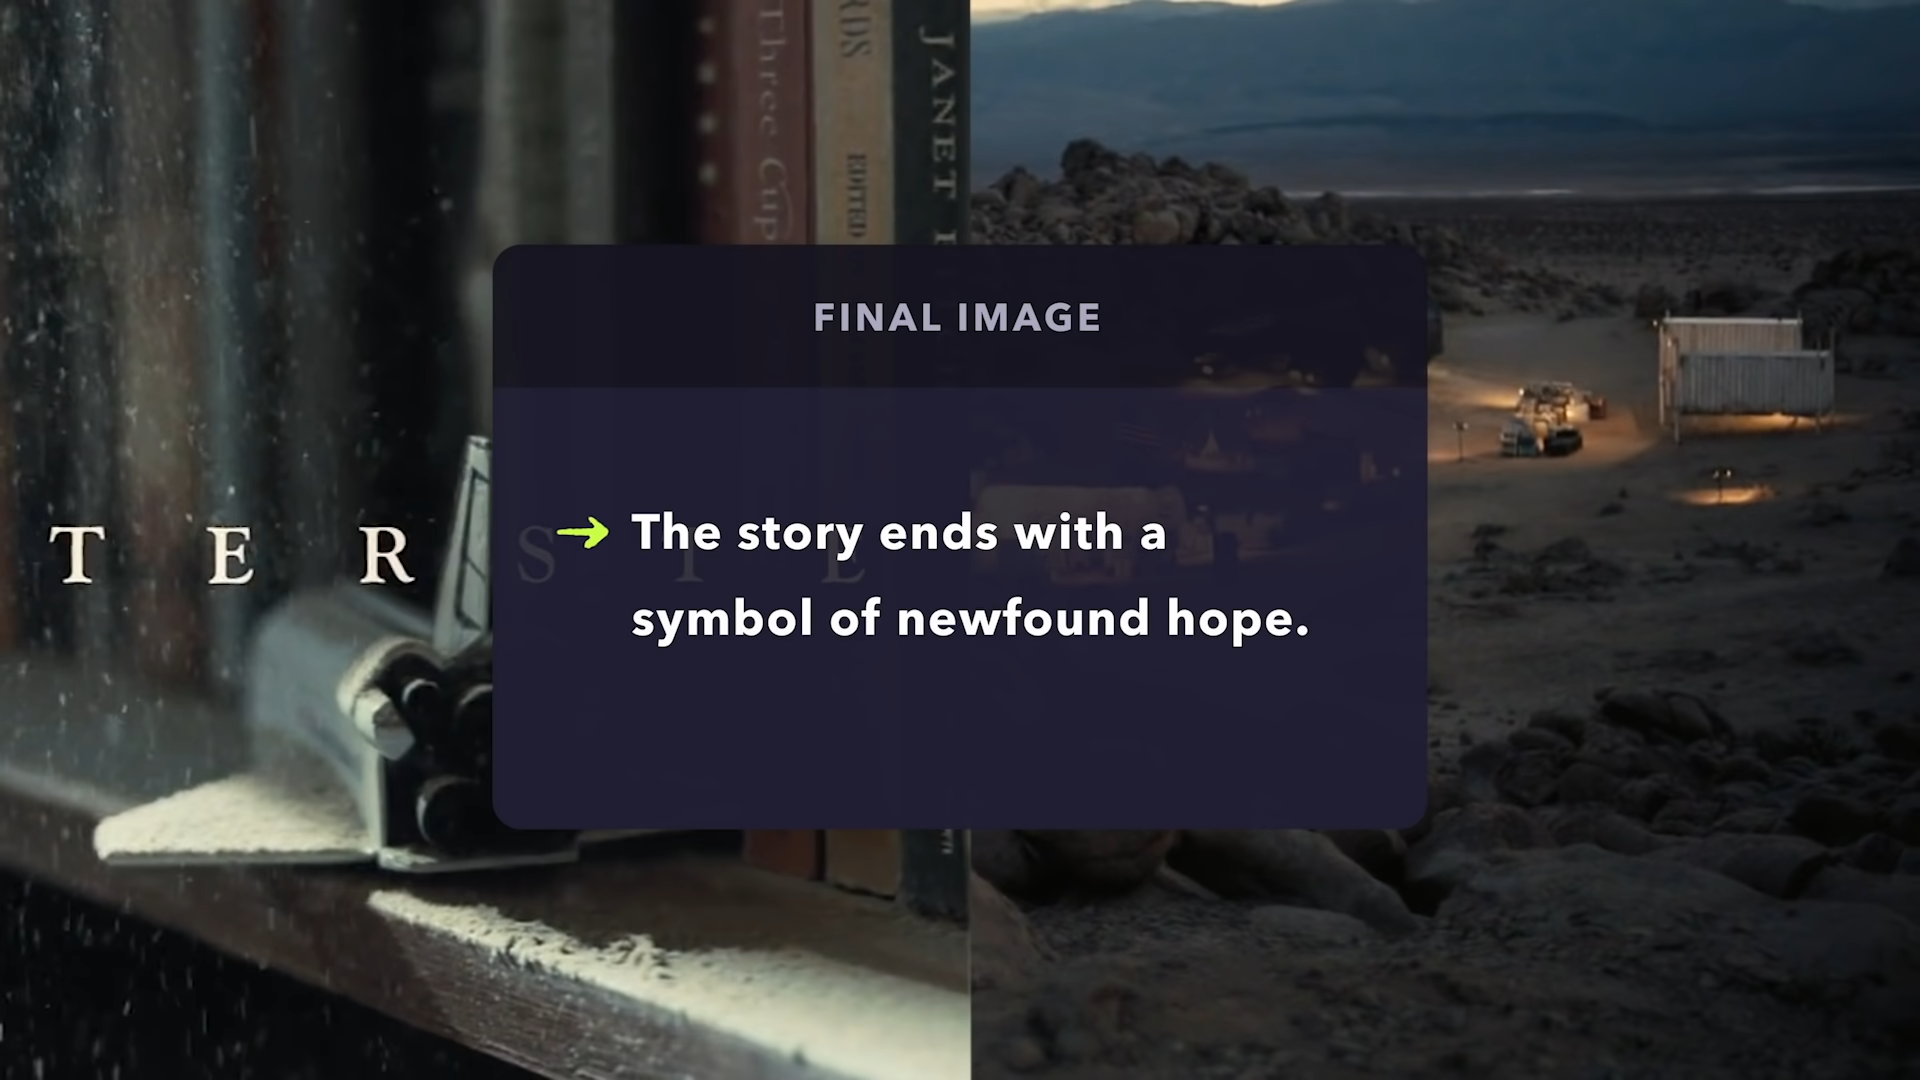 Three Cup
RDS
EDITED
JANET
T E R S T E
FINAL IMAGE
→ The story ends with a
symbol of newfound hope.